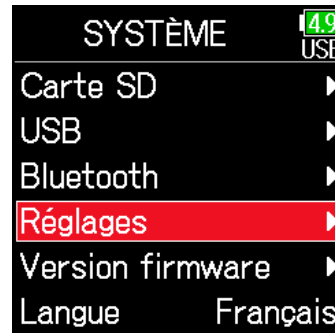 SYSTÈME 4.9
USB
Carte SD
USB
Bluetooth
Réglages
Version firmware
Langue Français